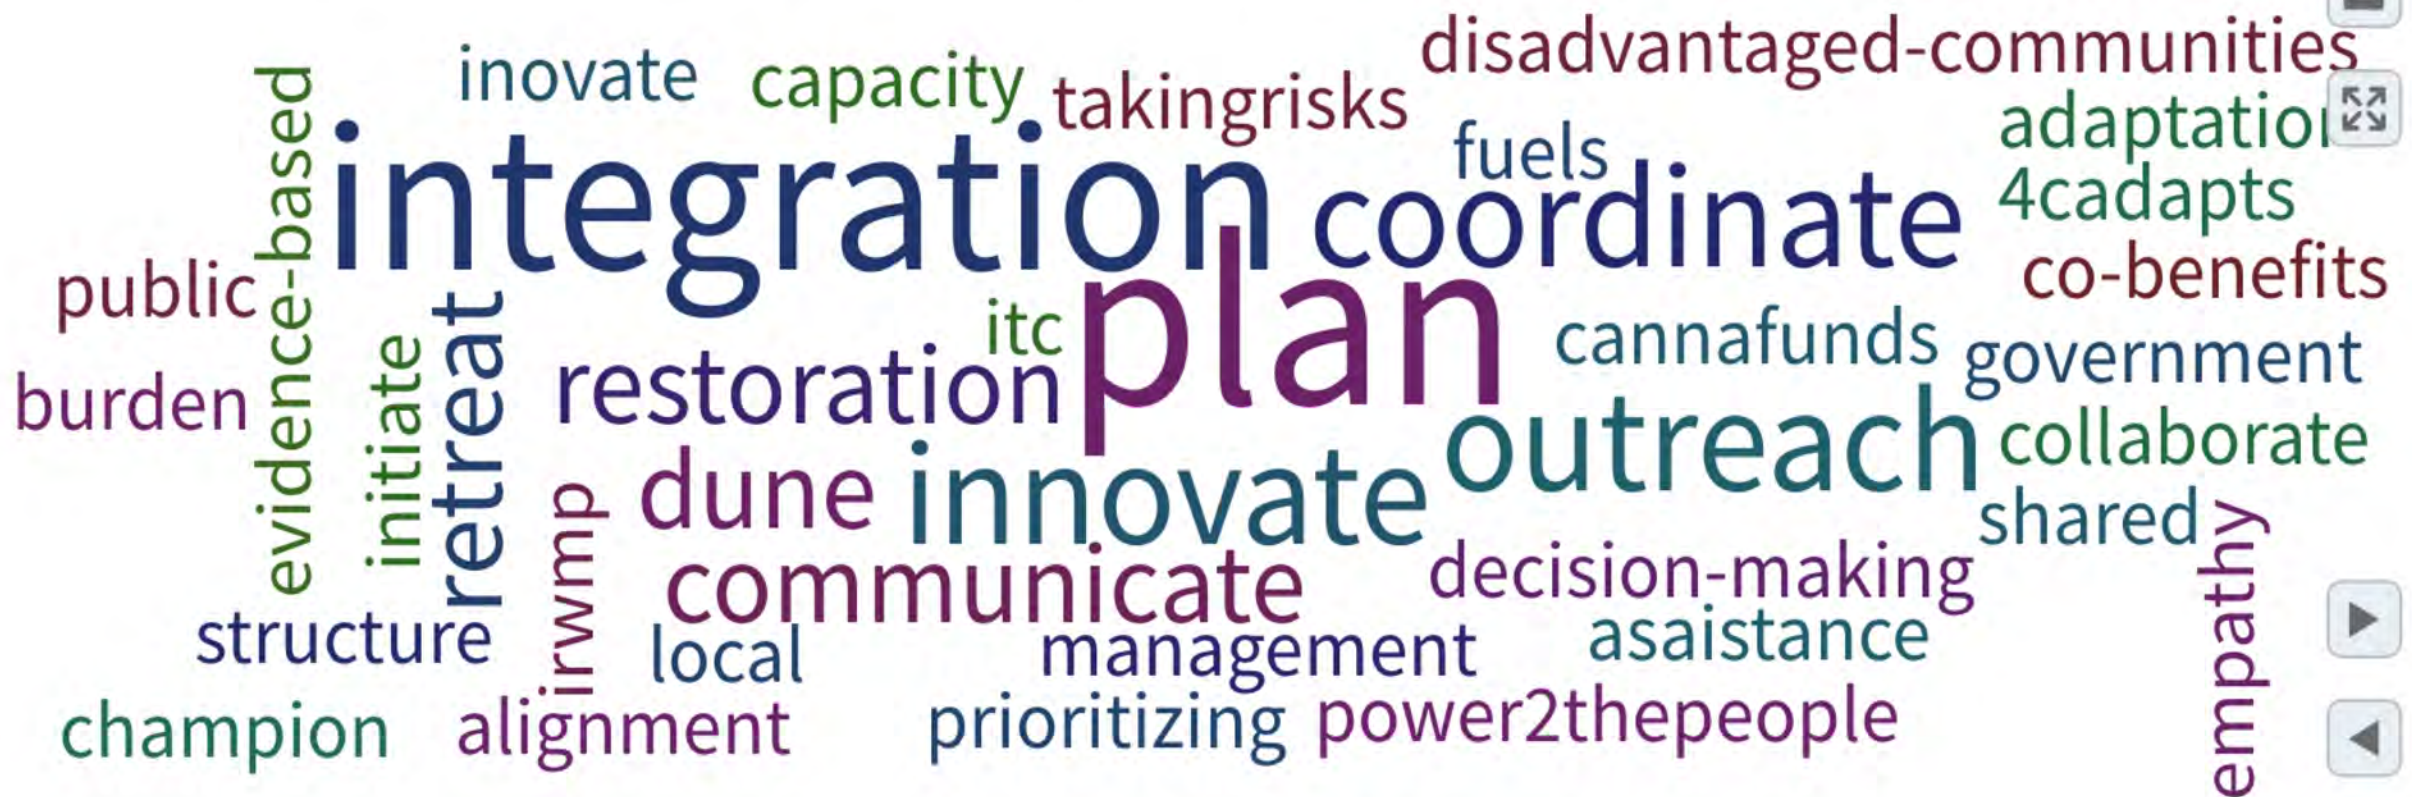 disadvantaged-communities
inovate
capacity
takingrisks
evidence-based
integration
fuels
adaptation
coordinate
4cadapts
public
co-benefits
plan
itc
cannafunds
government
burden
initiate
retreat
restoration
outreach
collaborate
dune
innovate
shared
irwmp
communicate
decision-making
empathy
structure
local
management
asaistance
champion
alignment
prioritizing
power2thepeople